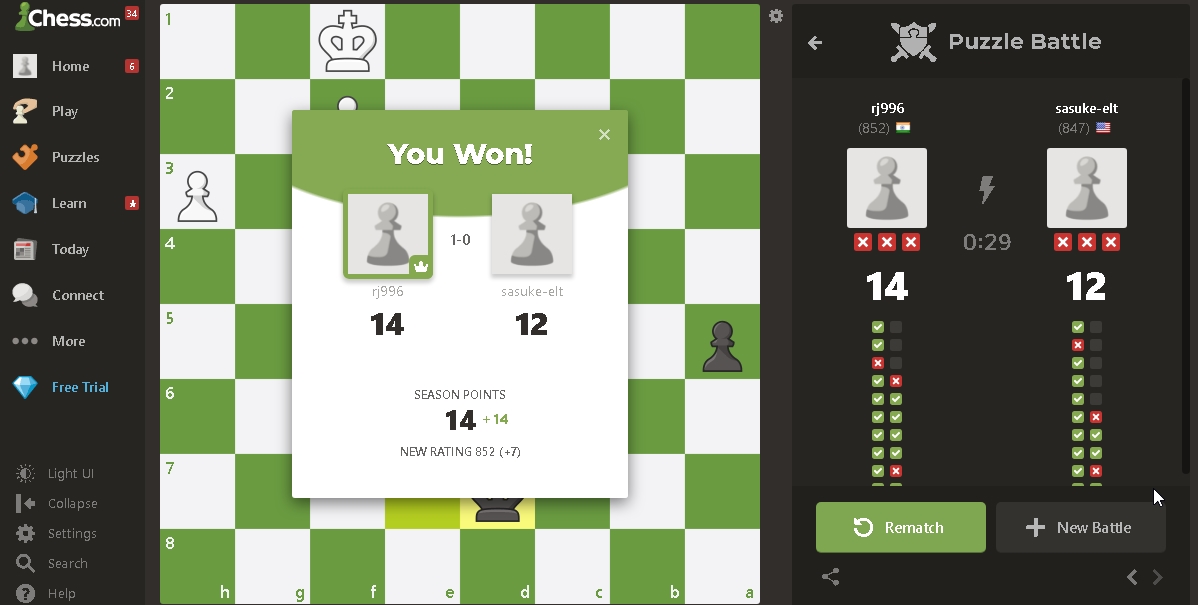 Chess.com 34
Home 6
Play
Puzzles
Learn
Today
Connect
More
Free Trial
Light UI
Collapse
Settings
Search
Help
1
2
3
4
5
6
7
8
h g f e d c b a
You Won!
1-0
rj996 sasuke-elt
14 12
SEASON POINTS
14 +14
NEW RATING 852 (+7)
Puzzle Battle
rj996 sasuke-elt
(852) (847)
0:29
14 12
Rematch New Battle